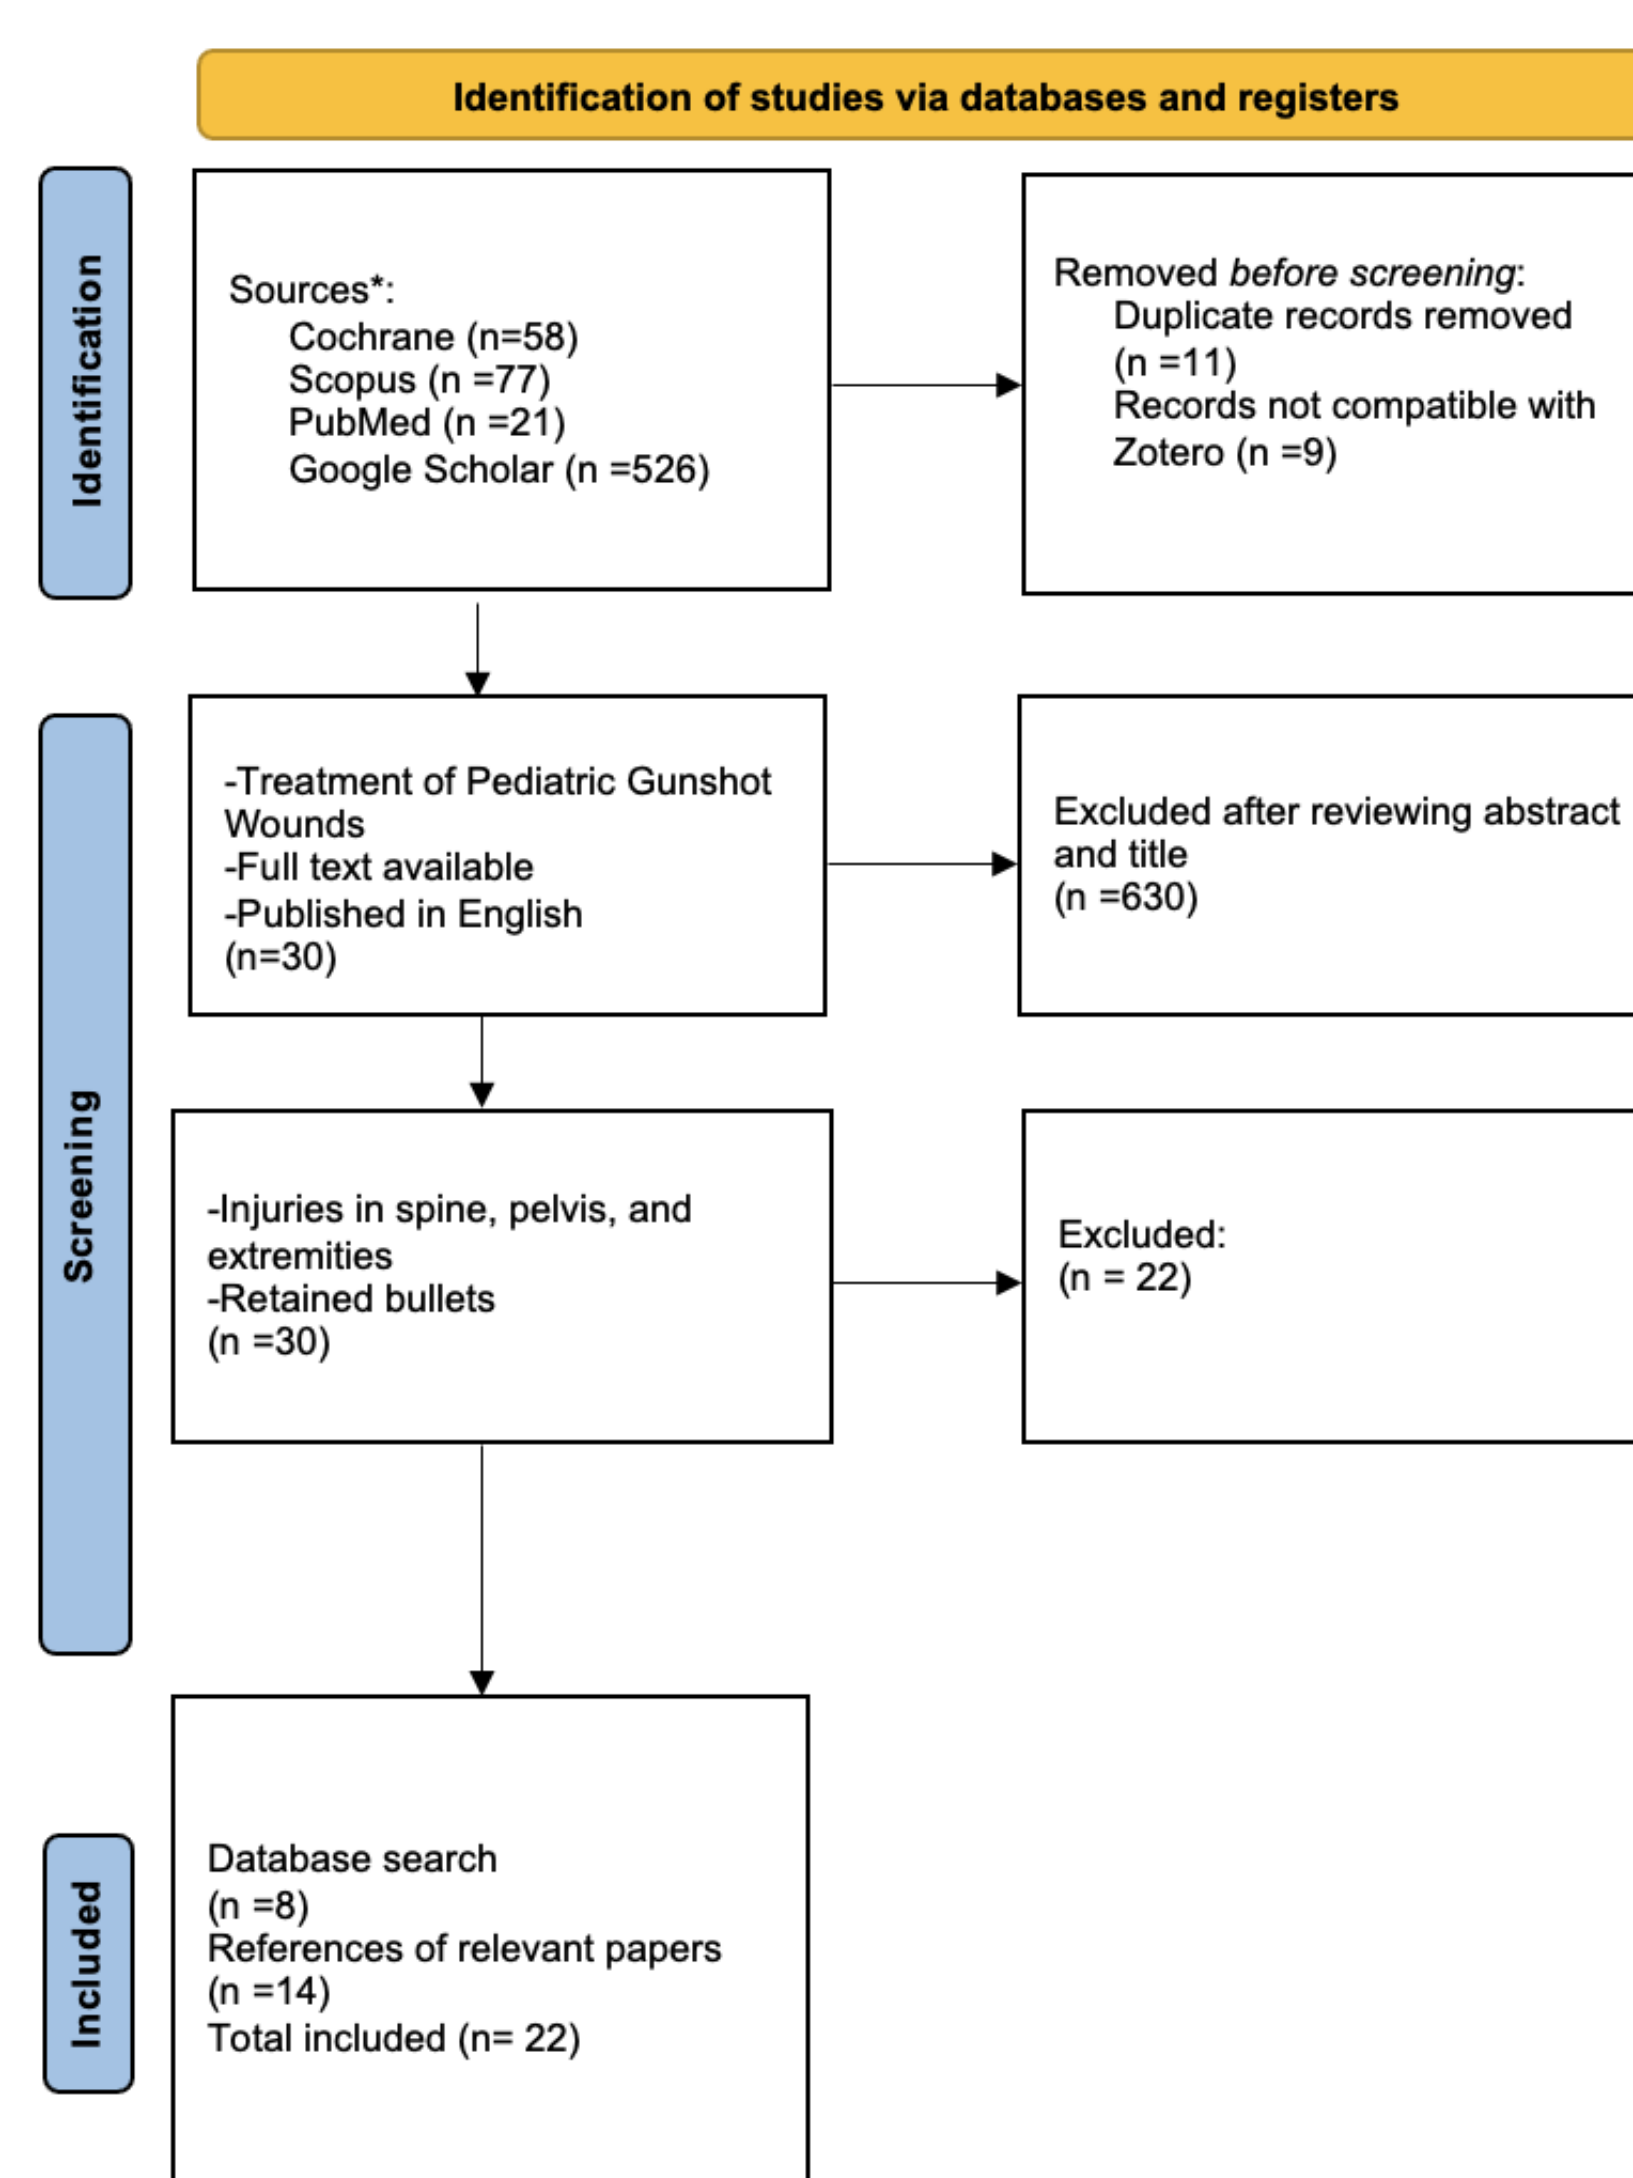 Identification of studies via databases and registers
Identification
Sources*:
Cochrane (n=58)
Scopus (n =77)
PubMed (n =21)
Google Scholar (n =526)
Removed before screening:
Duplicate records removed
(n =11)
Records not compatible with
Zotero (n =9)
Screening
-Treatment of Pediatric Gunshot
Wounds
-Full text available
-Published in English
(n=30)
Excluded after reviewing abstract
and title
(n =630)
-Injuries in spine, pelvis, and
extremities
-Retained bullets
(n =30)
Excluded:
(n = 22)
Included
Database search
(n =8)
References of relevant papers
(n =14)
Total included (n= 22)